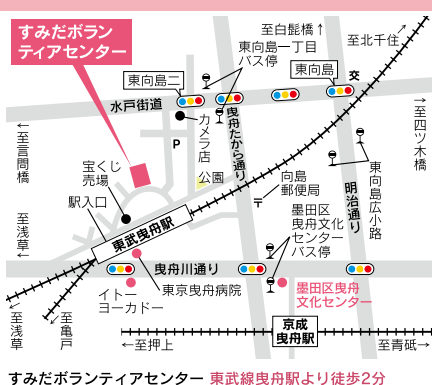 すみだボラン
ティアセンター
至白髭橋↑
至北千住
東向島一丁目
バス停
東向島二
東向島
交
水戸街道
カメラ店
P
曳舟たから通り
←至言問橋
→至四ツ木橋
宝くじ
売場
公園
向島
郵便局
〒
東向島広小路
明治通り
駅入口
至浅草←
東武曳舟駅
墨田区
曳舟文化
センター
バス停
曳舟川通り
イトー
ヨーカドー
東京曳舟病院
墨田区曳舟
文化センター
←至浅草
至亀戸
←至押上
京成
曳舟駅
至青砥→
すみだボランティアセンター 東武線曳舟駅より徒歩2分